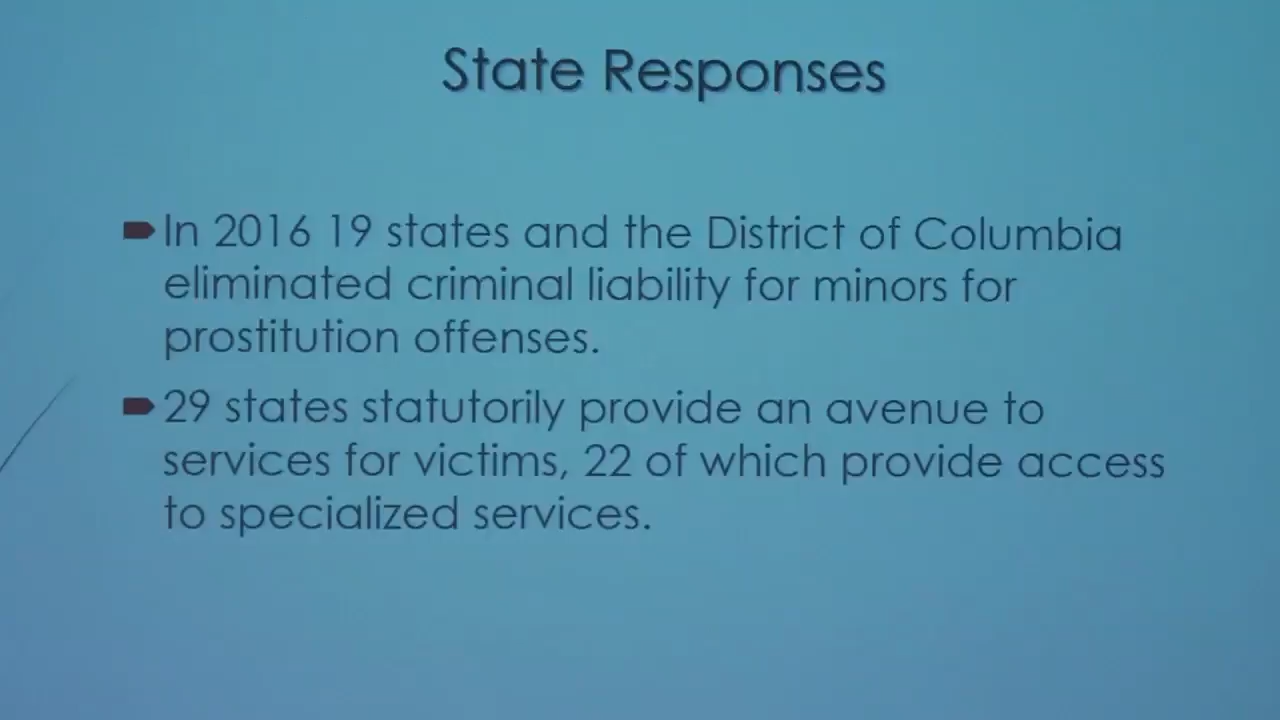 State Responses
In 2016 19 states and the District of Columbia
eliminated criminal liability for minors for
prostitution offenses.
29 states statutorily provide an avenue to
services for victims, 22 of which provide access
to specialized services.